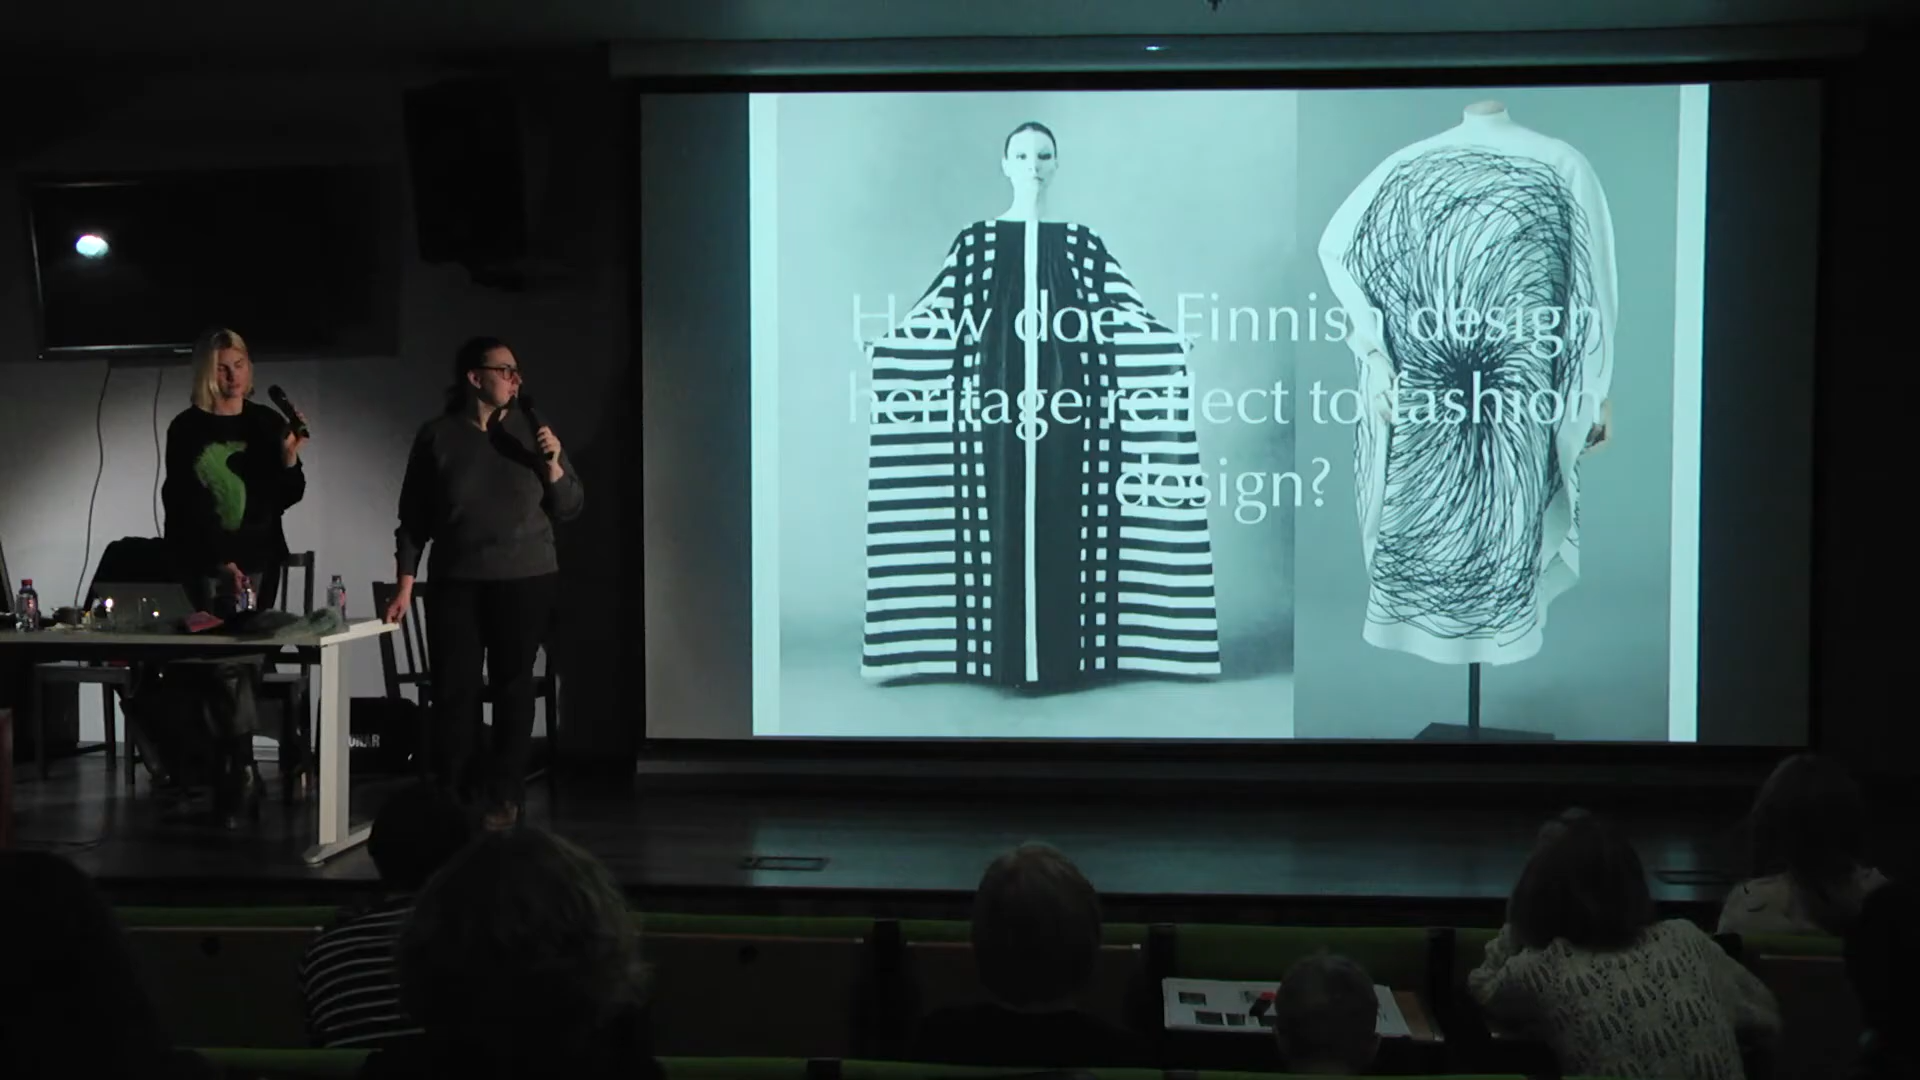 How does Finnish design
heritage reflect to fashion
design?